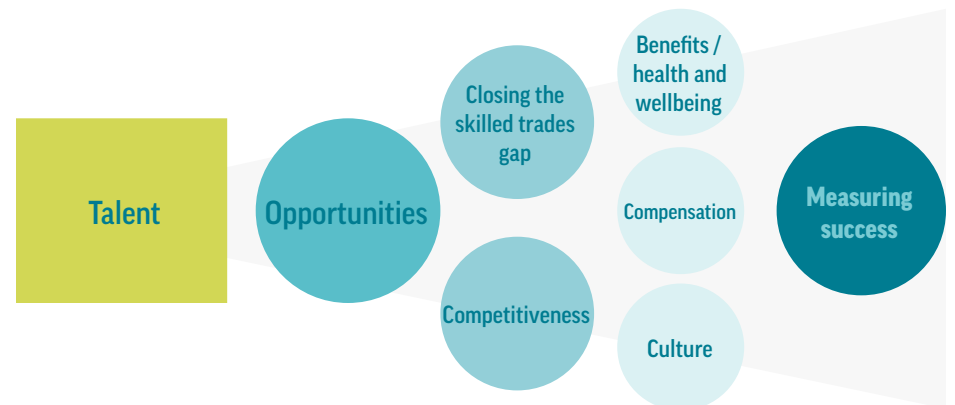 Talent
Opportunities
Closing the
skilled trades
gap
Competitiveness
Benefits /
health and
wellbeing
Compensation
Culture
Measuring
success